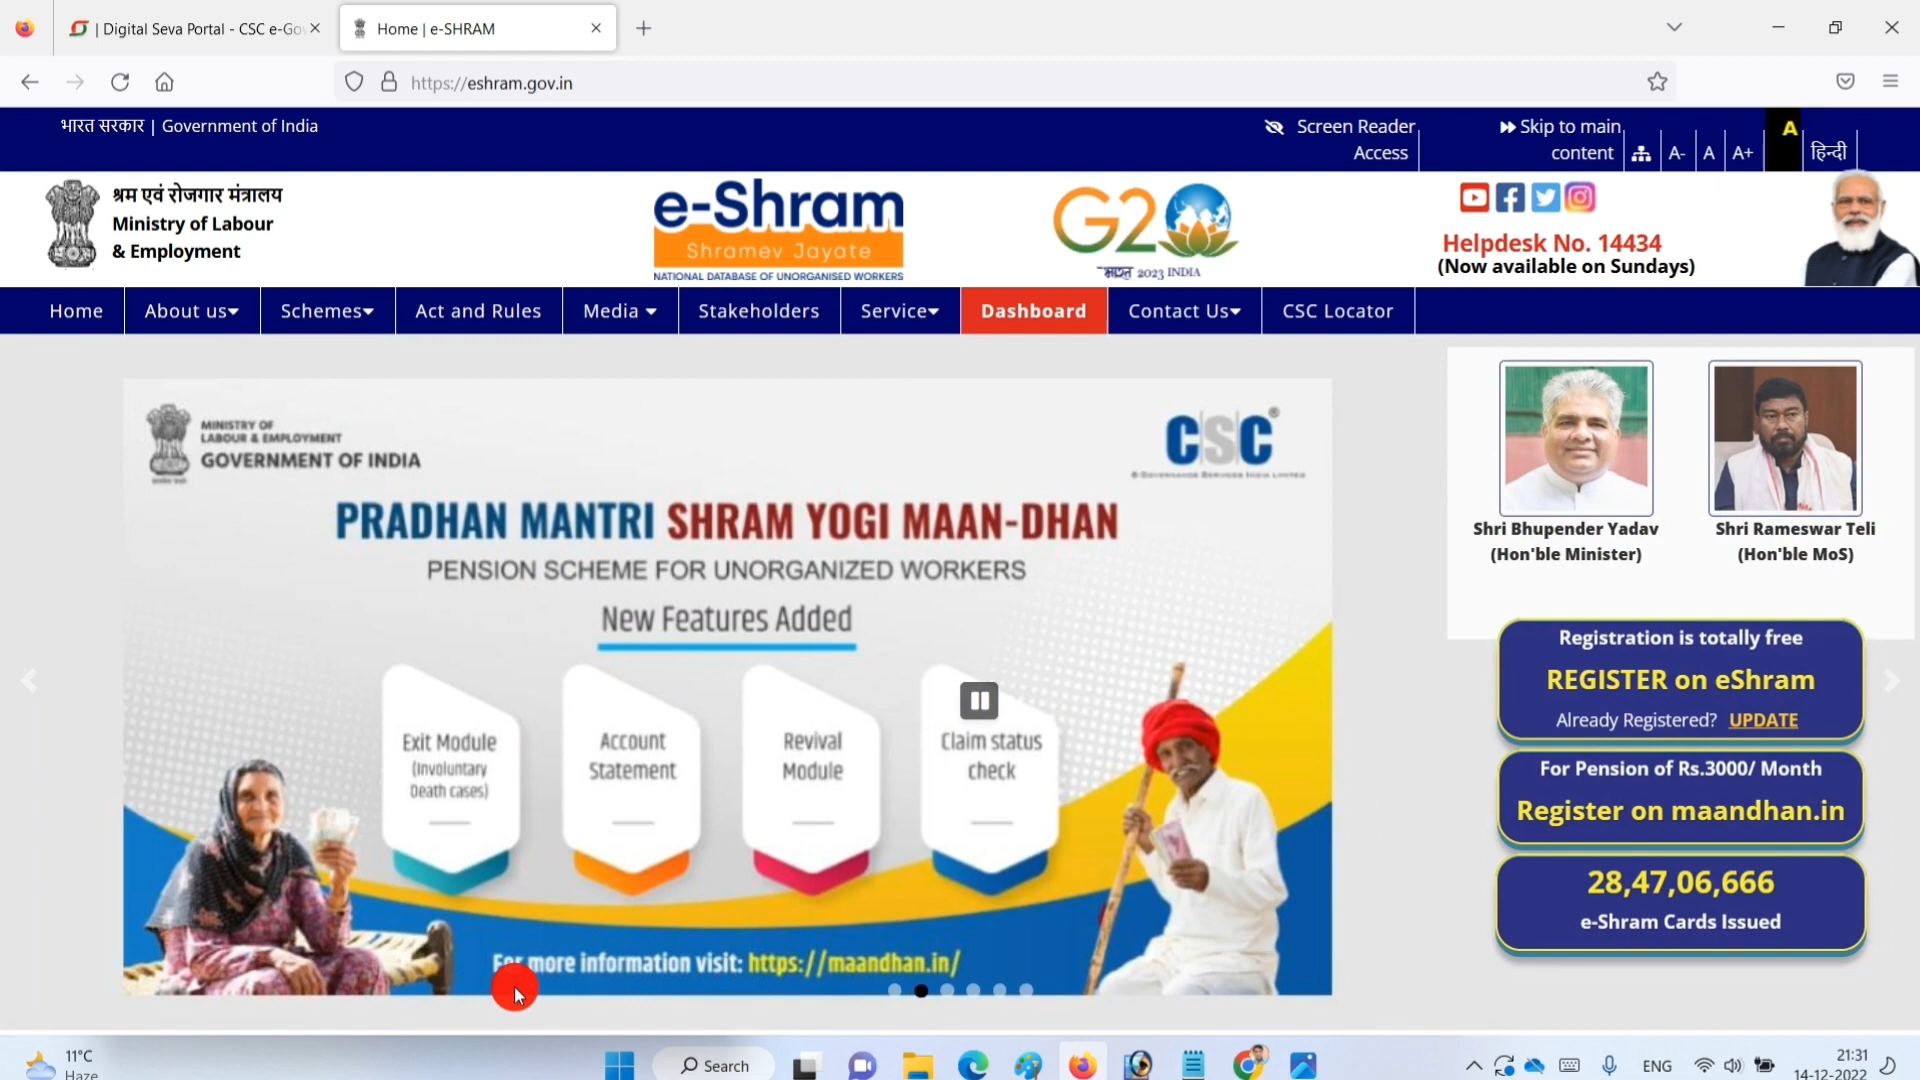 | Digital Seva Portal - CSC e-Gov
Home | e-SHRAM
https://eshram.gov.in
भारत सरकार | Government of India
Screen Reader
Access
Skip to main
content
A-
A
A+
A
हिन्दी
श्रम एवं रोजगार मंत्रालय
Ministry of Labour
& Employment
e-Shram
Shramev Jayate
NATIONAL DATABASE OF UNORGANISED WORKERS
G20
भारत 2023 INDIA
Helpdesk No. 14434
(Now available on Sundays)
Home
About us
Schemes
Act and Rules
Media
Stakeholders
Service
Dashboard
Contact Us
CSC Locator
MINISTRY OF
LABOUR & EMPLOYMENT
GOVERNMENT OF INDIA
CSC
E-GOVERNANCE SERVICES INDIA LIMITED
PRADHAN MANTRI SHRAM YOGI MAAN-DHAN
PENSION SCHEME FOR UNORGANIZED WORKERS
New Features Added
Exit Module
(Involuntary
Death cases)
Account
Statement
Revival
Module
Claim status
check
For more information visit: https://maandhan.in/
Shri Bhupender Yadav
(Hon'ble Minister)
Shri Rameswar Teli
(Hon'ble MoS)
Registration is totally free
REGISTER on eShram
Already Registered? UPDATE
For Pension of Rs.3000/ Month
Register on maandhan.in
28,47,06,666
e-Shram Cards Issued
11°C
Haze
Search
ENG
21:31
14-12-2022